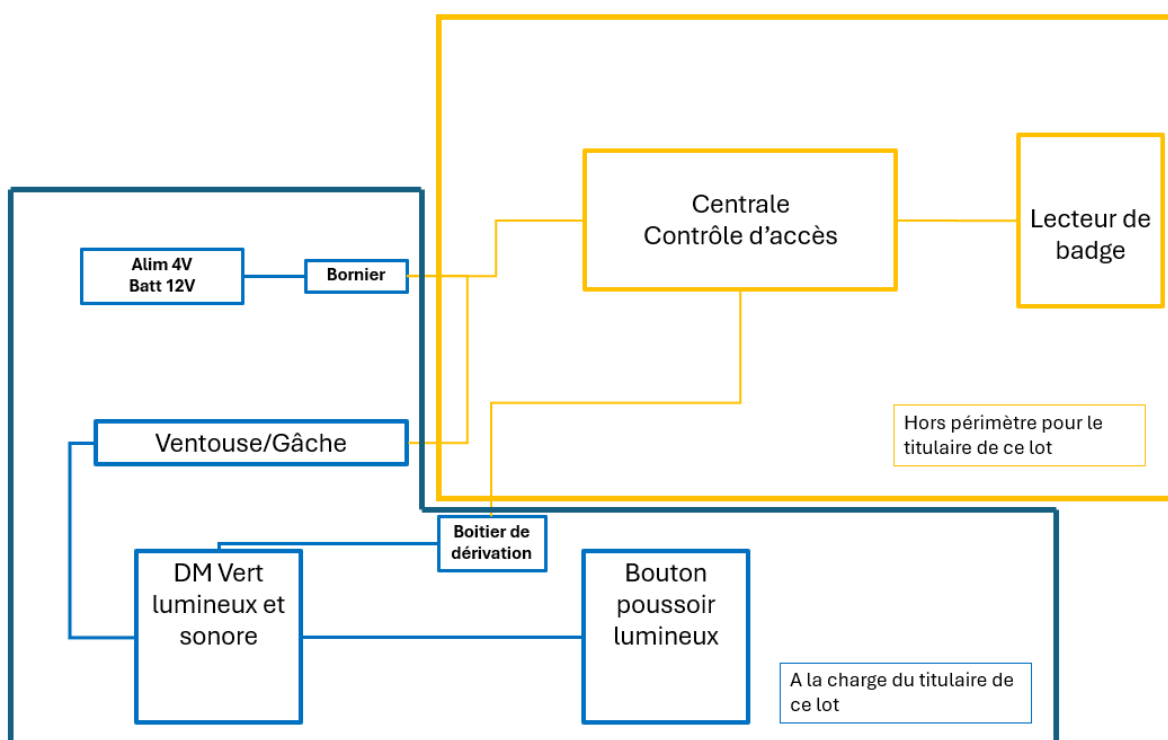 Centrale
Contrôle d’accès
Lecteur de
badge
Alim 4V
Batt 12V
Bornier
Hors périmètre pour le
titulaire de ce lot
Ventouse/Gâche
Boitier de
dérivation
DM Vert
lumineux et
sonore
Bouton
poussoir
lumineux
A la charge du titulaire de
ce lot